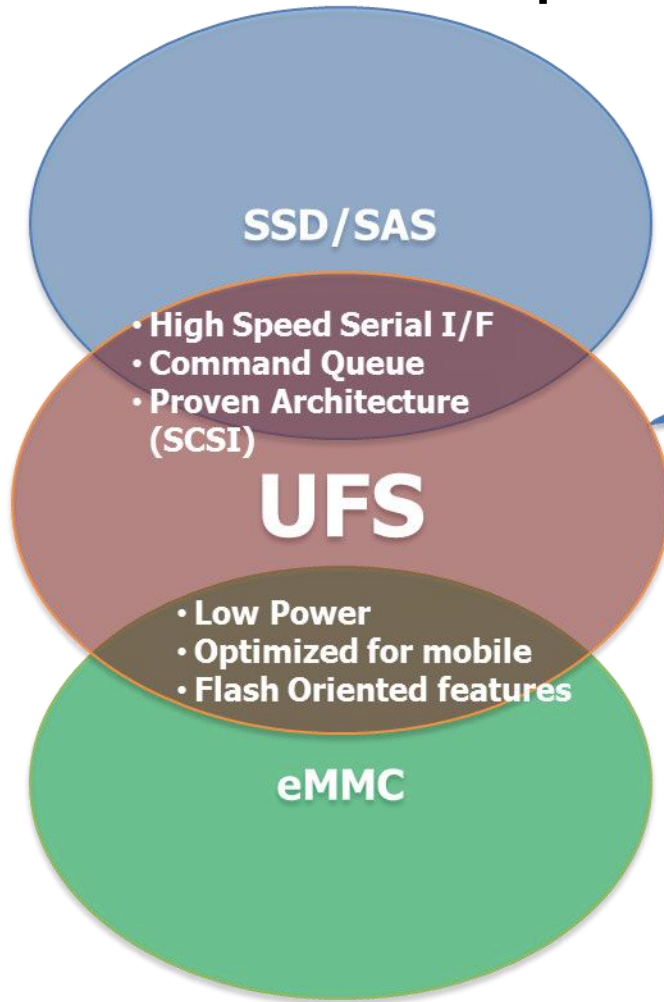 SSD/SAS
• High Speed Serial I/F
• Command Queue
• Proven Architecture
(SCSI)
UFS
• Low Power
• Optimized for mobile
• Flash Oriented features
eMMC